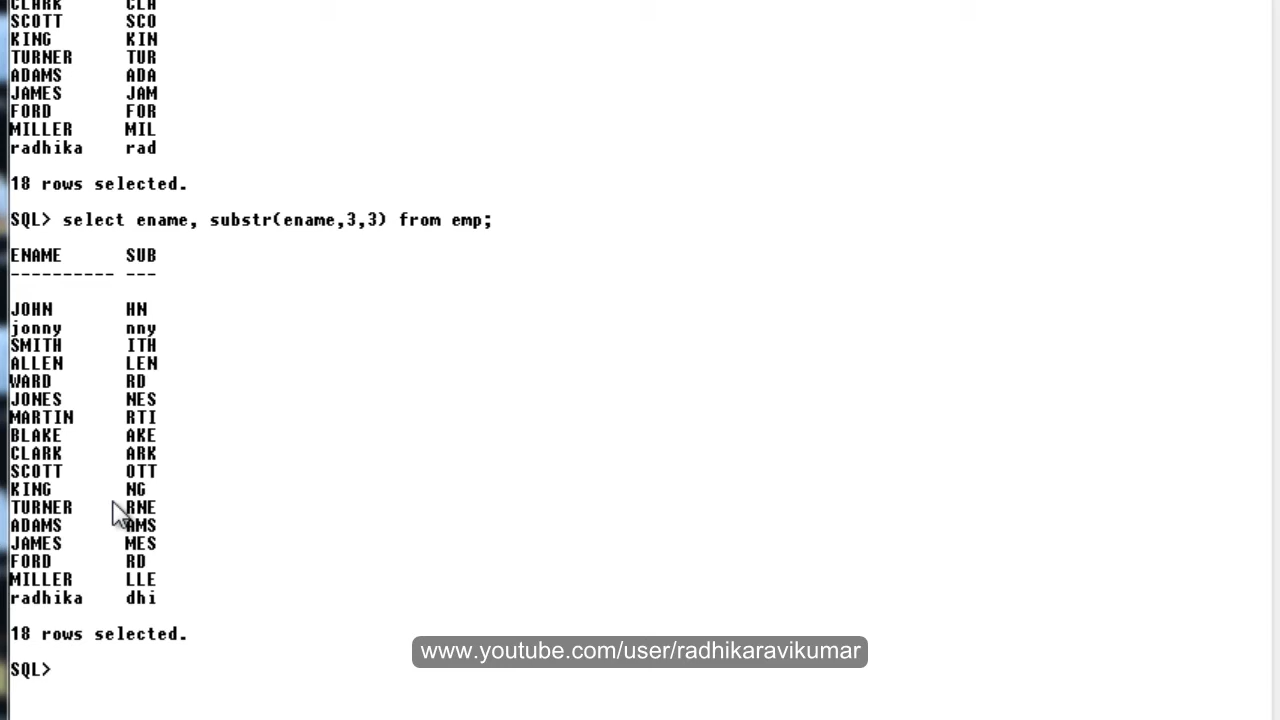 CLARK CLA
SCOTT SCO
KING KIN
TURNER TUR
ADAMS ADA
JAMES JAM
FORD FOR
MILLER MIL
radhika rad
18 rows selected.
SQL> select ename, substr(ename,3,3) from emp;
ENAME SUB
---------- ---
JOHN HN
jonny nny
SMITH ITH
ALLEN LEN
WARD RD
JONES NES
MARTIN RTI
BLAKE AKE
CLARK ARK
SCOTT OTT
KING NG
TURNER RNE
ADAMS AMS
JAMES MES
FORD RD
MILLER LLE
radhika dhi
18 rows selected.
www.youtube.com/user/radhikaravikumar
SQL>